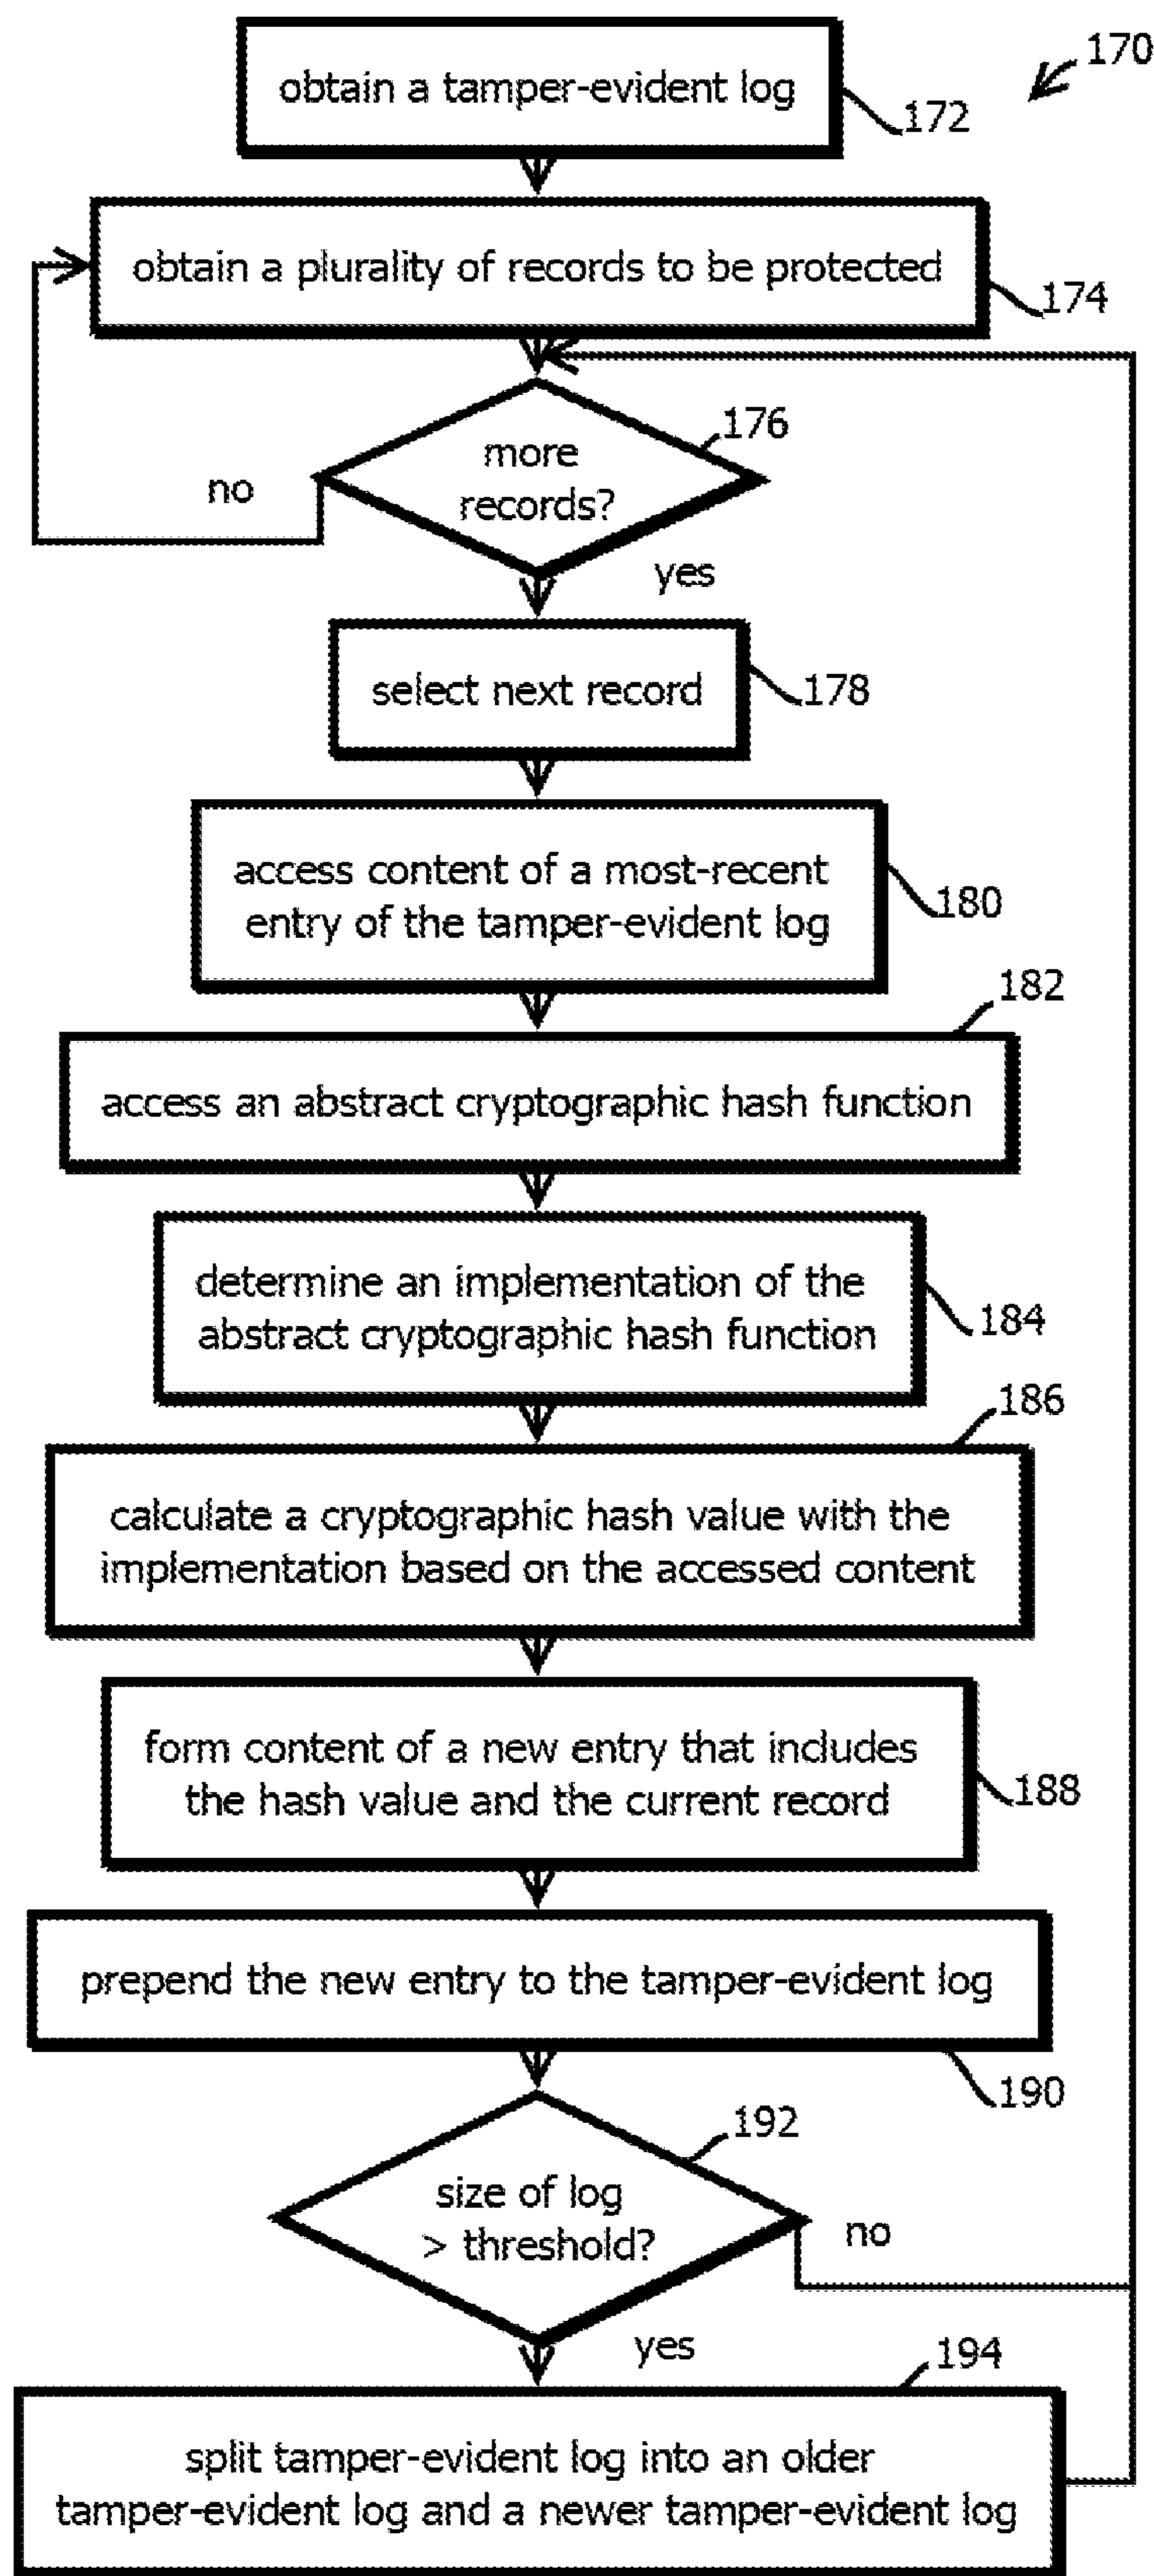 170
obtain a tamper-evident log
172
obtain a plurality of records to be protected
174
176
more
records?
no
yes
select next record
178
access content of a most-recent
entry of the tamper-evident log
180
182
access an abstract cryptographic hash function
determine an implementation of the
abstract cryptographic hash function
184
186
calculate a cryptographic hash value with the
implementation based on the accessed content
form content of a new entry that includes
the hash value and the current record
188
prepend the new entry to the tamper-evident log
190
192
size of log
> threshold?
no
yes
194
split tamper-evident log into an older
tamper-evident log and a newer tamper-evident log